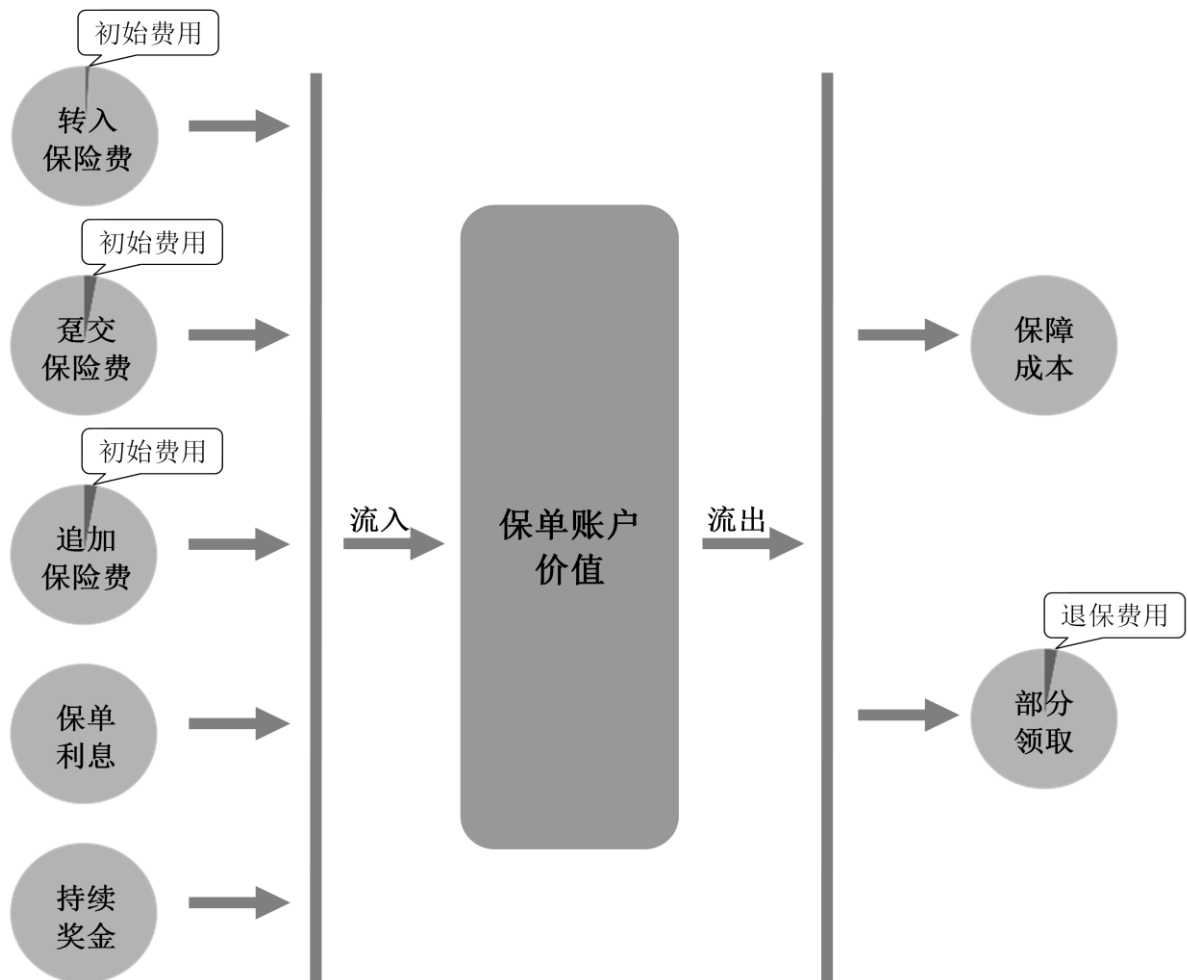 初始费用
转入
保险费
初始费用
趸交
保险费
初始费用
追加
保险费
保单
利息
持续
奖金
流入
保单账户
价值
流出
保障
成本
退保费用
部分
领取